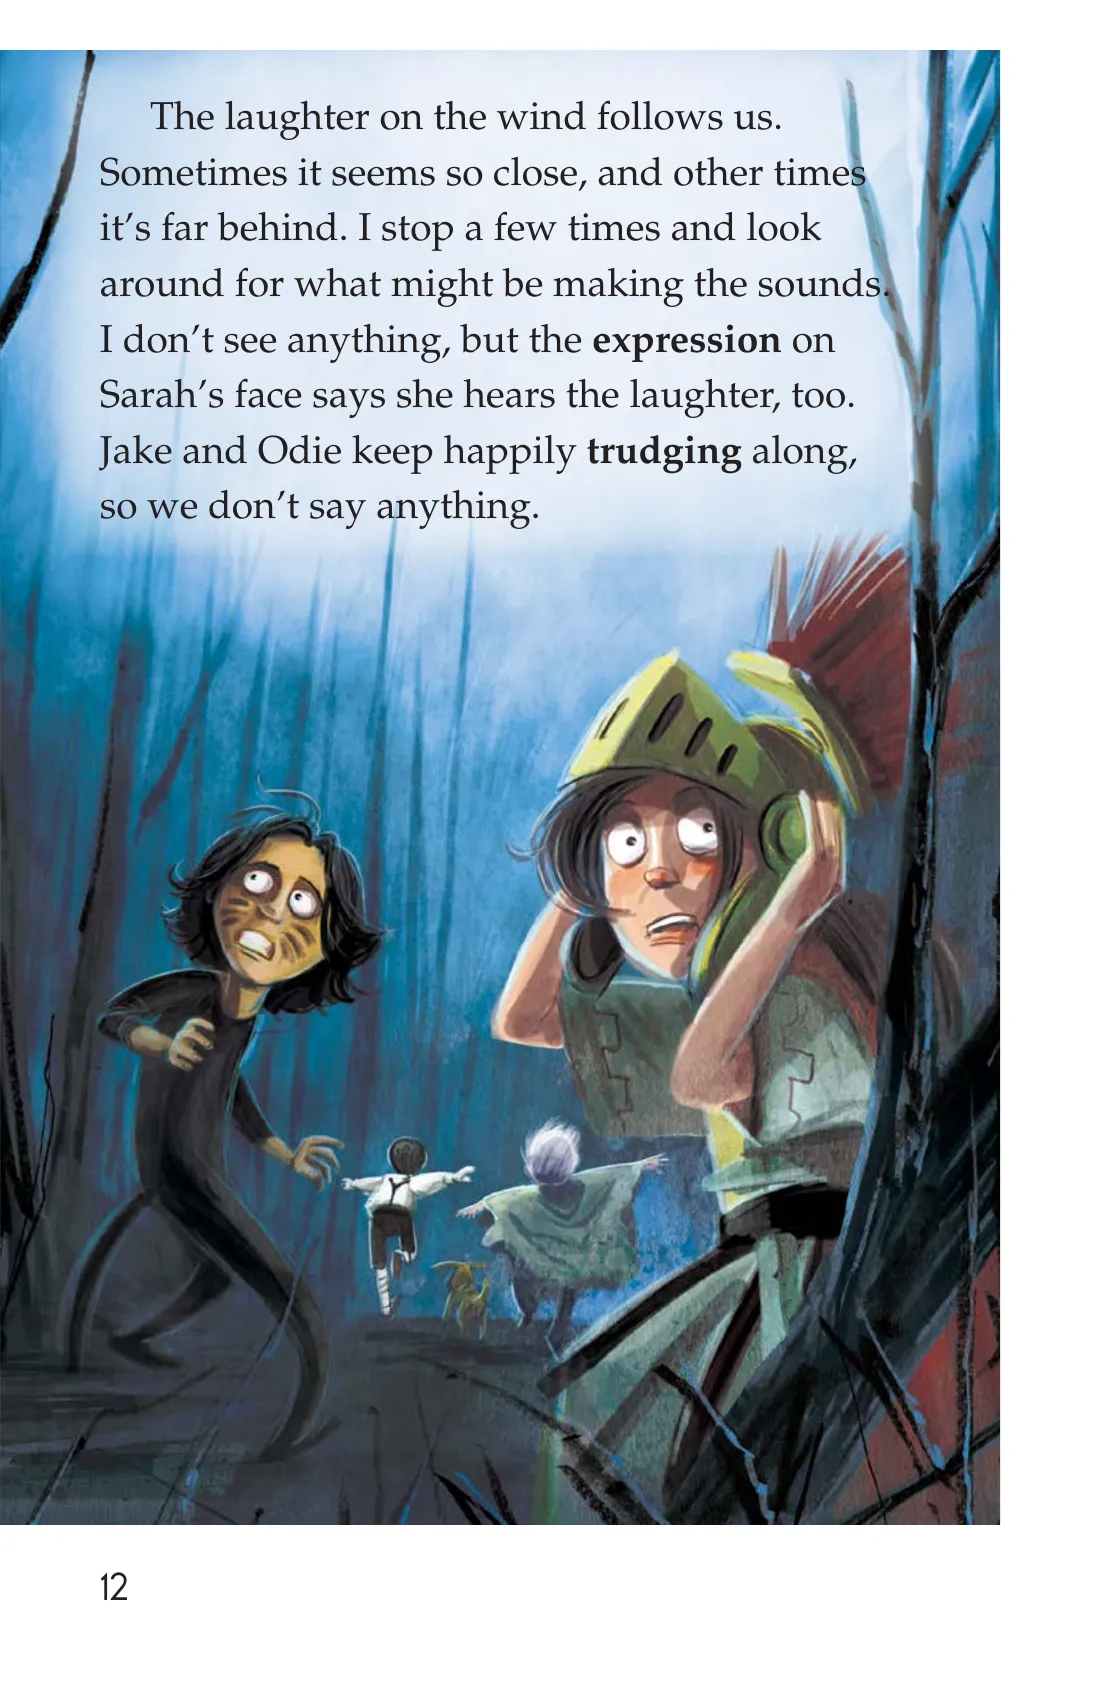 The laughter on the wind follows us.
Sometimes it seems so close, and other times
it’s far behind. I stop a few times and look
around for what might be making the sounds.
I don’t see anything, but the expression on
Sarah’s face says she hears the laughter, too.
Jake and Odie keep happily trudging along,
so we don’t say anything.
12